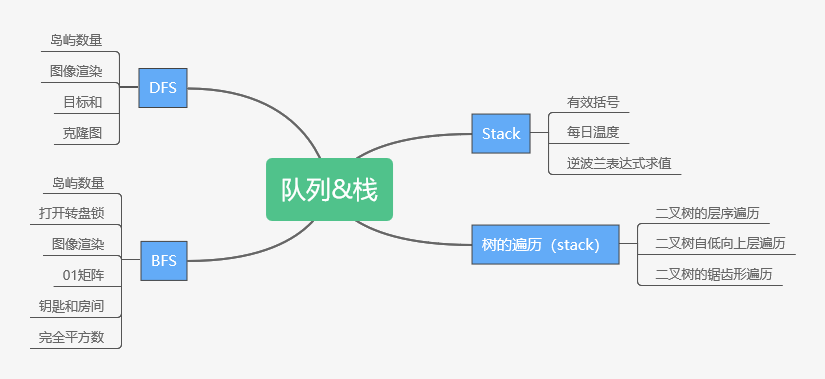 队列&栈
DFS
岛屿数量
图像渲染
目标和
克隆图
BFS
岛屿数量
打开转盘锁
图像渲染
01矩阵
钥匙和房间
完全平方数
Stack
有效括号
每日温度
逆波兰表达式求值
树的遍历（stack）
二叉树的层序遍历
二叉树自低向上层遍历
二叉树的锯齿形遍历